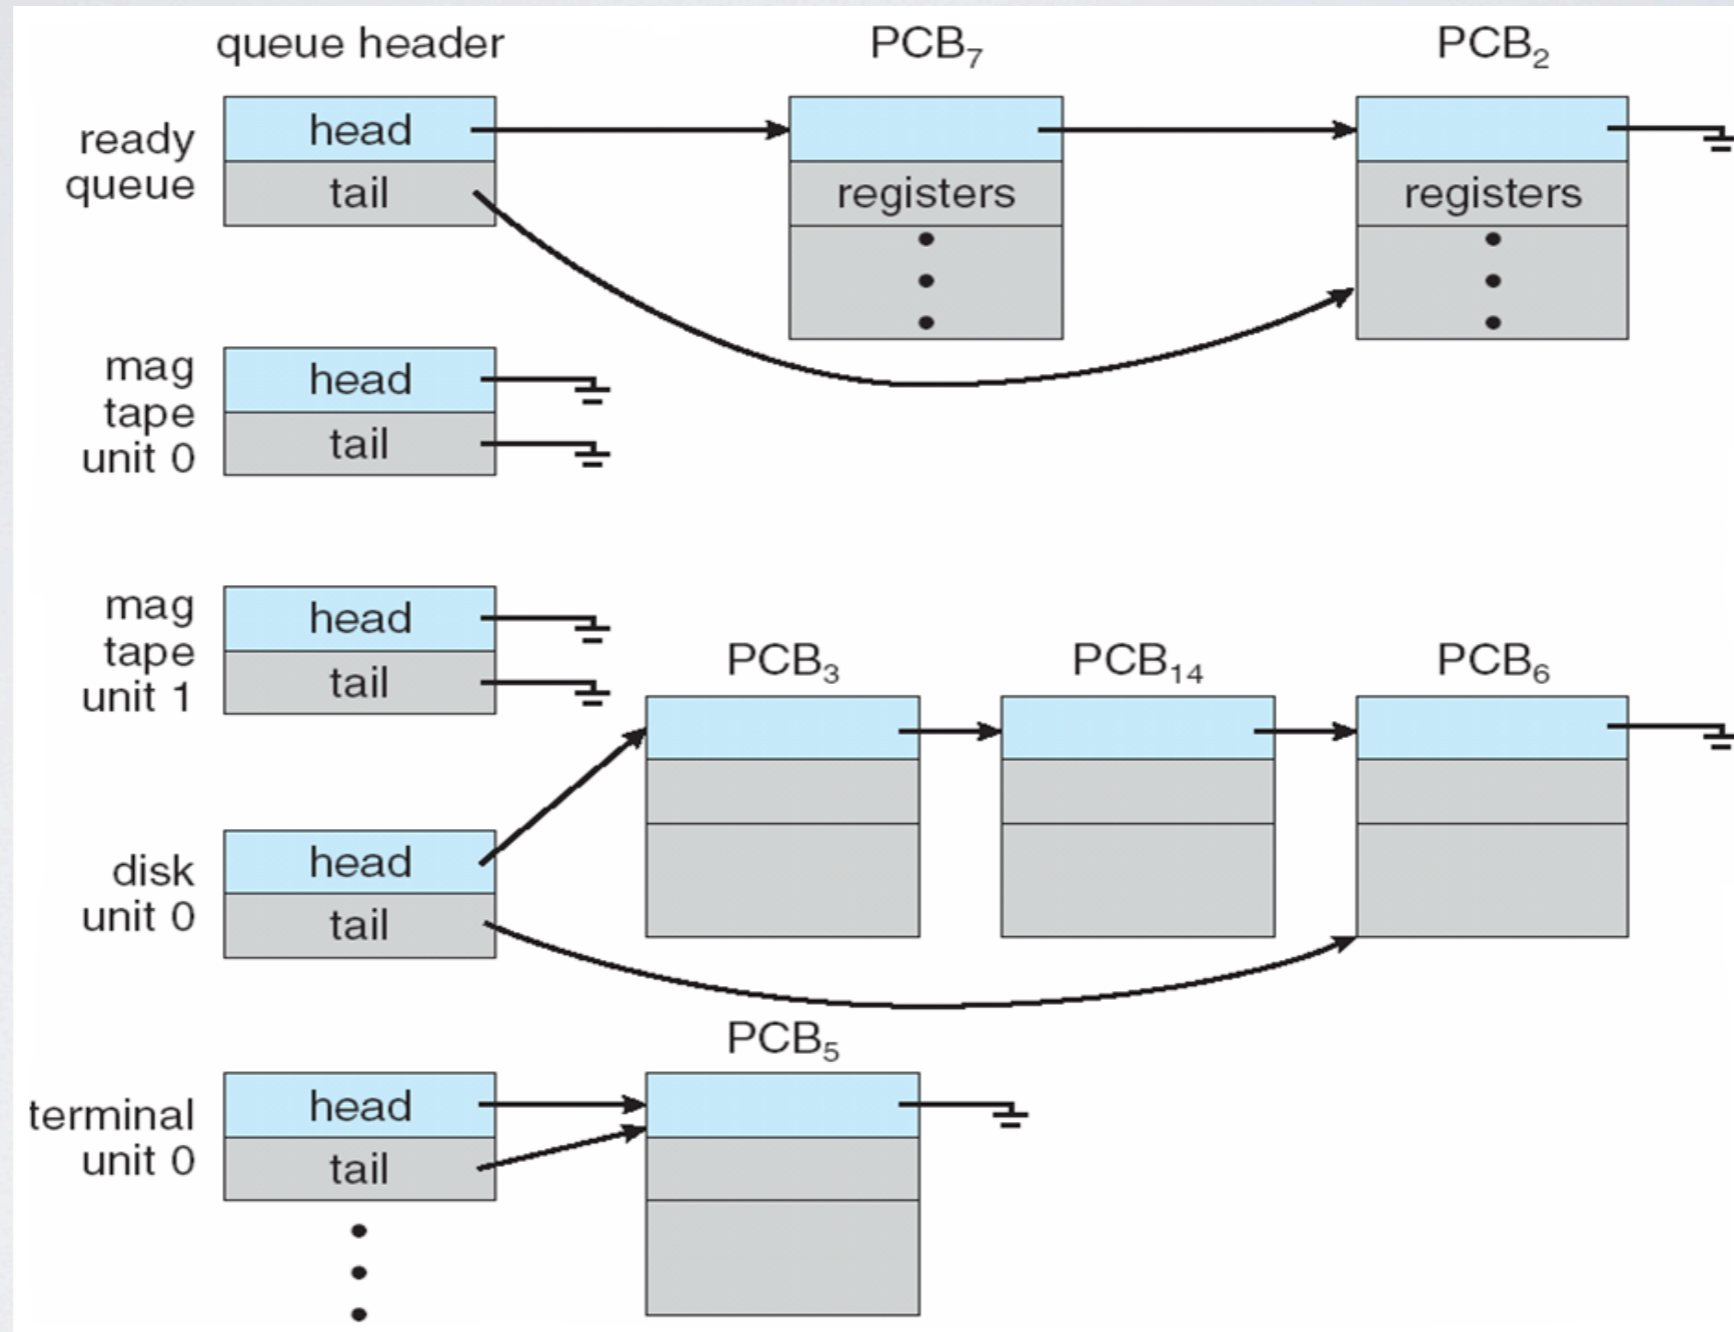 queue header
PCB₇
PCB₂
ready
queue
head
tail
registers
registers
mag
tape
unit 0
head
tail
mag
tape
unit 1
head
tail
PCB₃
PCB₁₄
PCB₆
disk
unit 0
head
tail
PCB₅
terminal
unit 0
head
tail